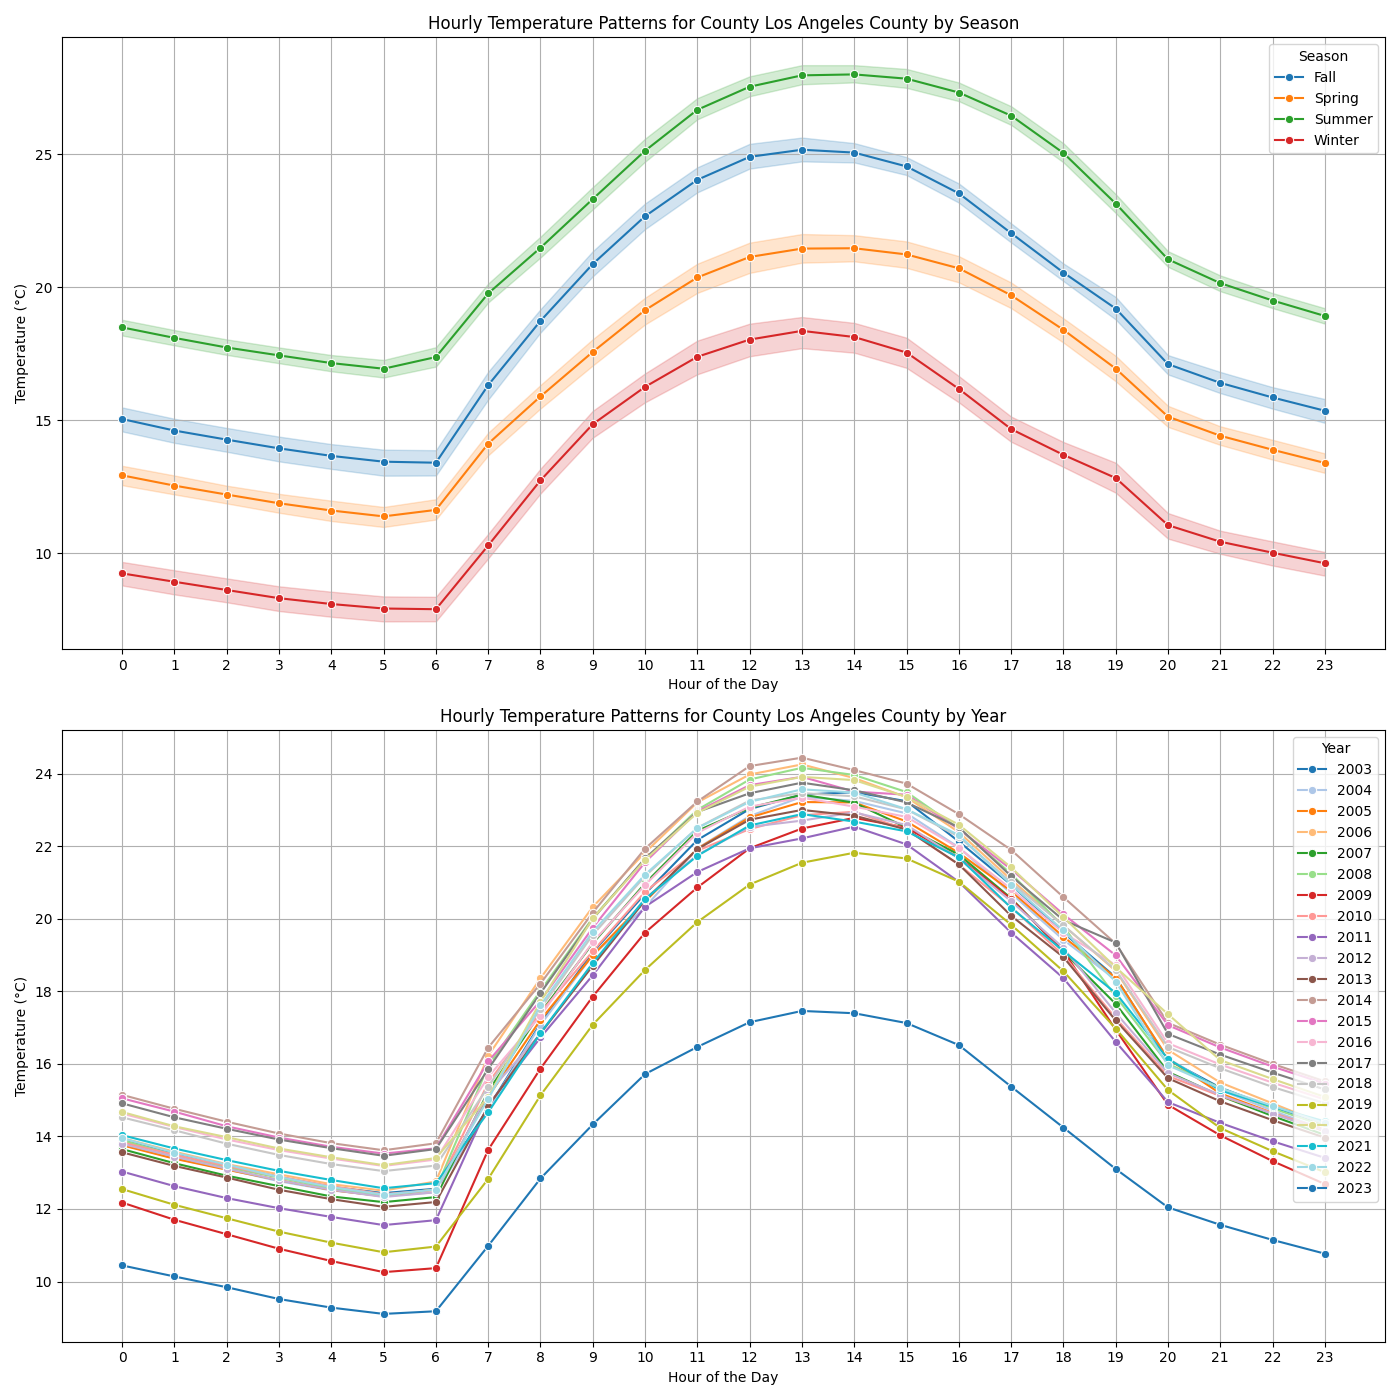 Hourly Temperature Patterns for County Los Angeles County by Season
Season
Fall
Spring
Summer
Winter
Temperature (°C)
25
20
15
10
0 1 2 3 4 5 6 7 8 9 10 11 12 13 14 15 16 17 18 19 20 21 22 23
Hour of the Day
Hourly Temperature Patterns for County Los Angeles County by Year
Year
2003
2004
2005
2006
2007
2008
2009
2010
2011
2012
2013
2014
2015
2016
2017
2018
2019
2020
2021
2022
2023
Temperature (°C)
24
22
20
18
16
14
12
10
0 1 2 3 4 5 6 7 8 9 10 11 12 13 14 15 16 17 18 19 20 21 22 23
Hour of the Day